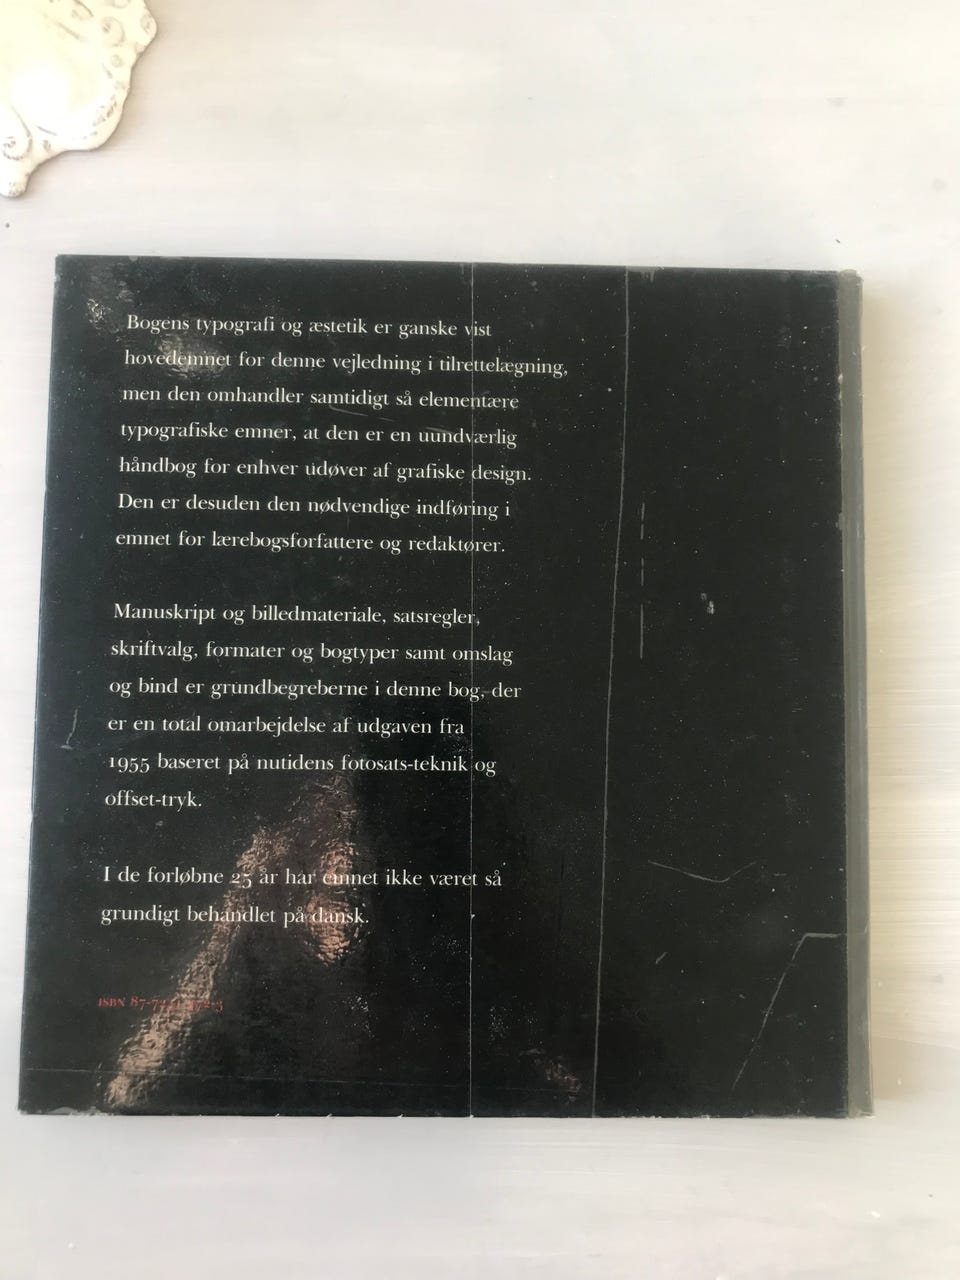 Bogens typografi og æstetik er ganske vist
hovedemnet for denne vejledning i tilrettelægning,
men den omhandler samtidigt så elementære
typografiske emner, at den er en uundværlig
håndbog for enhver udøver af grafiske design.
Den er desuden den nødvendige indføring i
emnet for lærebogsforfattere og redaktører.
Manuskript og billedmateriale, satsregler,
skriftvalg, formater og bogtyper samt omslag
og bind er grundbegreberne i denne bog, der
er en total omarbejdelse af udgaven fra
1955 baseret på nutidens fotosats-teknik og
offset-tryk.
I de forløbne 25 år har emnet ikke været så
grundigt behandlet på dansk.
ISBN